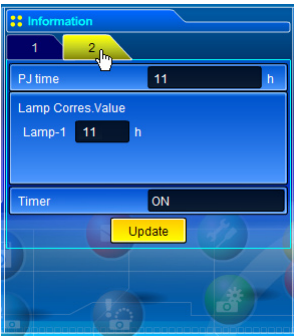 Information
1 2
PJ time 11 h
Lamp Corres.Value
Lamp-1 11 h
Timer ON
Update